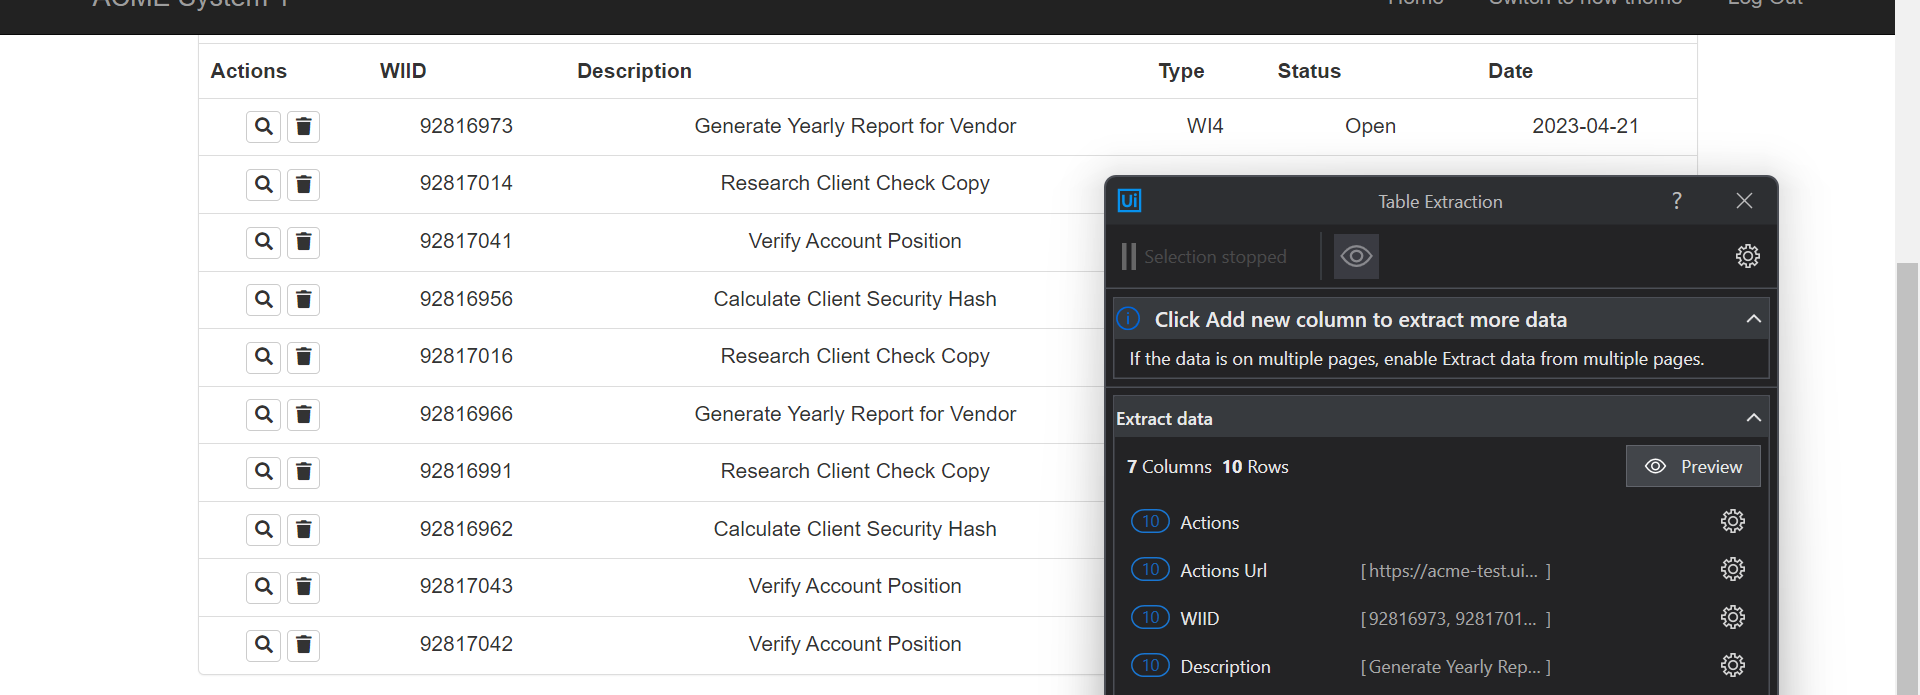 ACME System 1
Home Switch to new theme Log Out
Actions WIID Description Type Status Date
92816973 Generate Yearly Report for Vendor WI4 Open 2023-04-21
92817014 Research Client Check Copy
92817041 Verify Account Position
92816956 Calculate Client Security Hash
92817016 Research Client Check Copy
92816966 Generate Yearly Report for Vendor
92816991 Research Client Check Copy
92816962 Calculate Client Security Hash
92817043 Verify Account Position
92817042 Verify Account Position
Ui Table Extraction ?
Selection stopped
Click Add new column to extract more data
If the data is on multiple pages, enable Extract data from multiple pages.
Extract data
7 Columns 10 Rows Preview
10 Actions
10 Actions Url [ https://acme-test.ui... ]
10 WIID [ 92816973, 9281701... ]
10 Description [ Generate Yearly Rep... ]